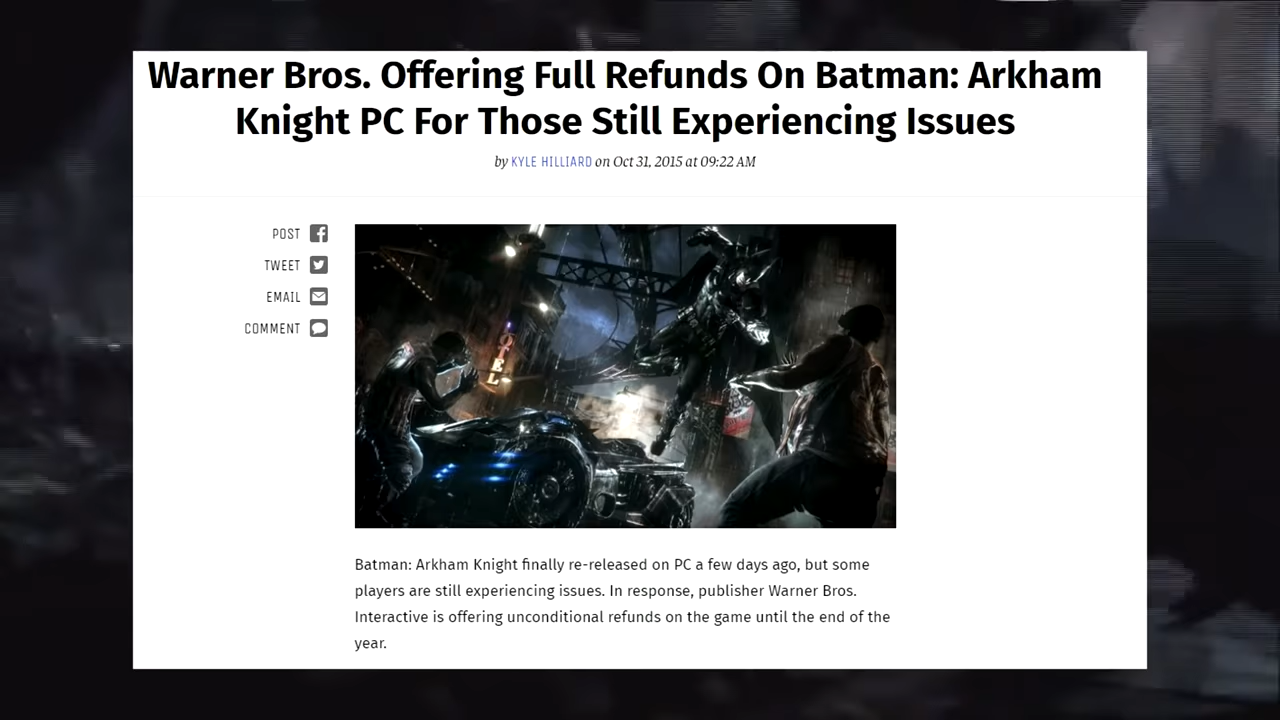 Warner Bros. Offering Full Refunds On Batman: Arkham
Knight PC For Those Still Experiencing Issues
by KYLE HILLIARD on Oct 31, 2015 at 09:22 AM
POST
TWEET
EMAIL
COMMENT
OTEL
Batman: Arkham Knight finally re-released on PC a few days ago, but some
players are still experiencing issues. In response, publisher Warner Bros.
Interactive is offering unconditional refunds on the game until the end of the
year.